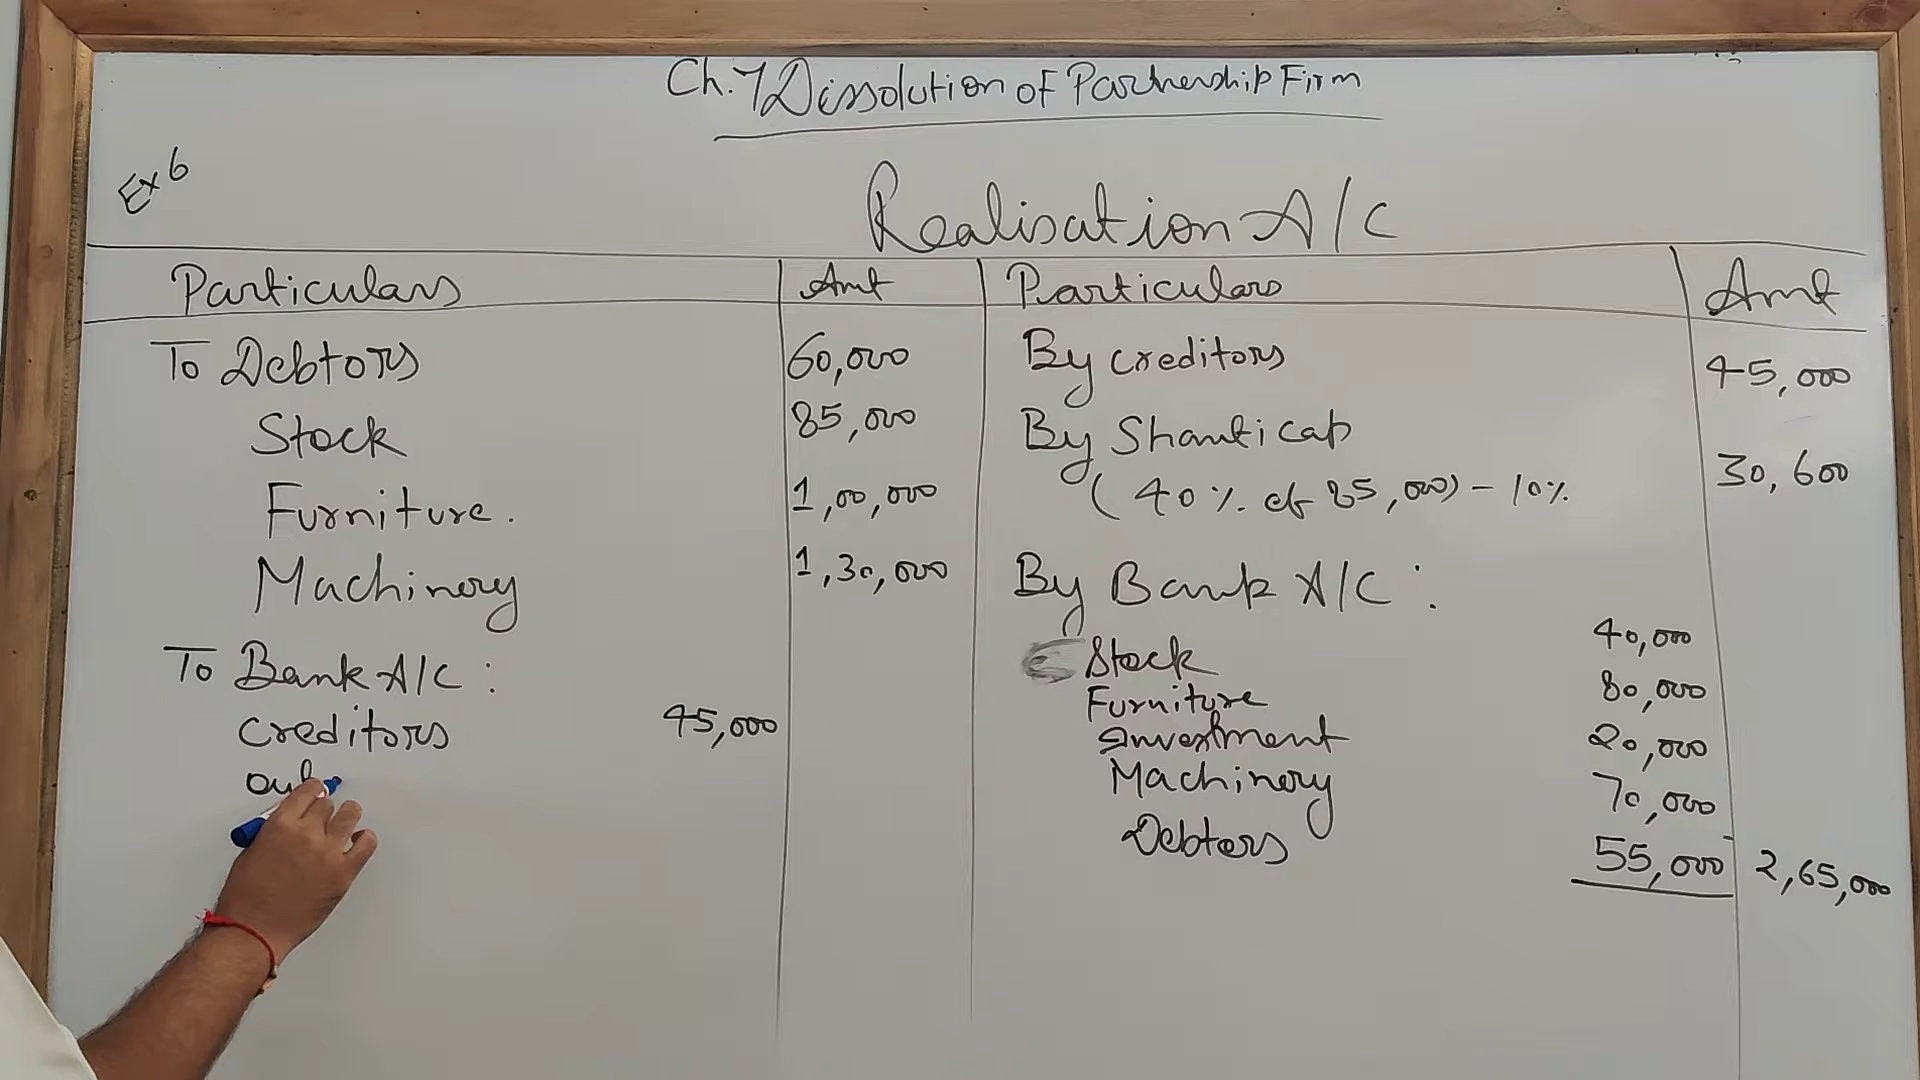 Ch. 7 Dissolution of Partnership Firm
Ex 6
Realisation A/C
Particulars Amt Particulars Amt
To Debtors 60,000 By Creditors 45,000
Stock 85,000 By Shanti cap 30,600
Furniture. 1,00,000 (40% of 85,000) - 10%
Machinery 1,30,000 By Bank A/C :
To Bank A/C : Stock 40,000
Creditors 45,000 Furniture 80,000
Investment 20,000
Machinery 70,000
Debtors 55,000 2,65,000